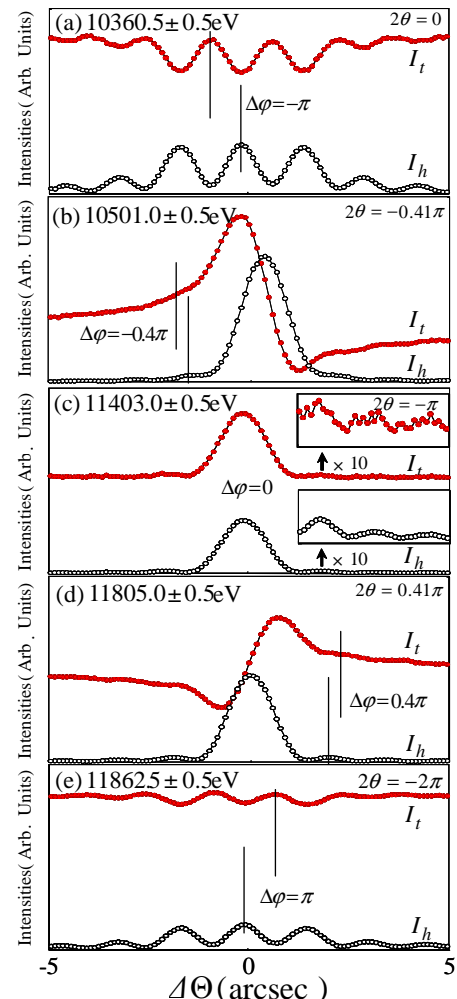 Intensities( Arb. Units)
(a) 10360.5 ± 0.5eV
2θ = 0
I_t
Δφ=−π
I_h
Intensities( Arb. Units)
(b) 10501.0 ± 0.5eV
2θ = −0.41π
Δφ=−0.4π
I_t
I_h
Intensities( Arb. Units)
(c) 11403.0 ± 0.5eV
2θ = −π
× 10
I_t
Δφ=0
× 10
I_h
Intensities( Arb . Units)
(d) 11805.0 ± 0.5eV
2θ = 0.41π
I_t
Δφ=0.4π
I_h
Intensities( Arb. Units)
(e) 11862.5 ± 0.5eV
2θ = −2π
I_t
Δφ=π
I_h
-5 0 5
ΔΘ(arcsec)